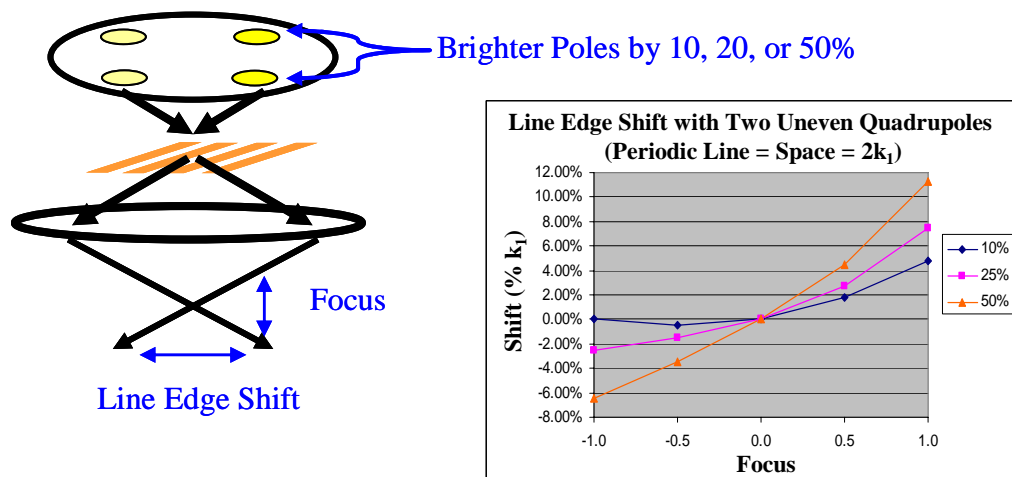 Brighter Poles by 10, 20, or 50%
Focus
Line Edge Shift
Line Edge Shift with Two Uneven Quadrupoles
(Periodic Line = Space = 2k₁)
Shift (% k₁)
12.00%
10.00%
8.00%
6.00%
4.00%
2.00%
0.00%
-2.00%
-4.00%
-6.00%
-8.00%
-1.0 -0.5 0.0 0.5 1.0
Focus
10%
25%
50%